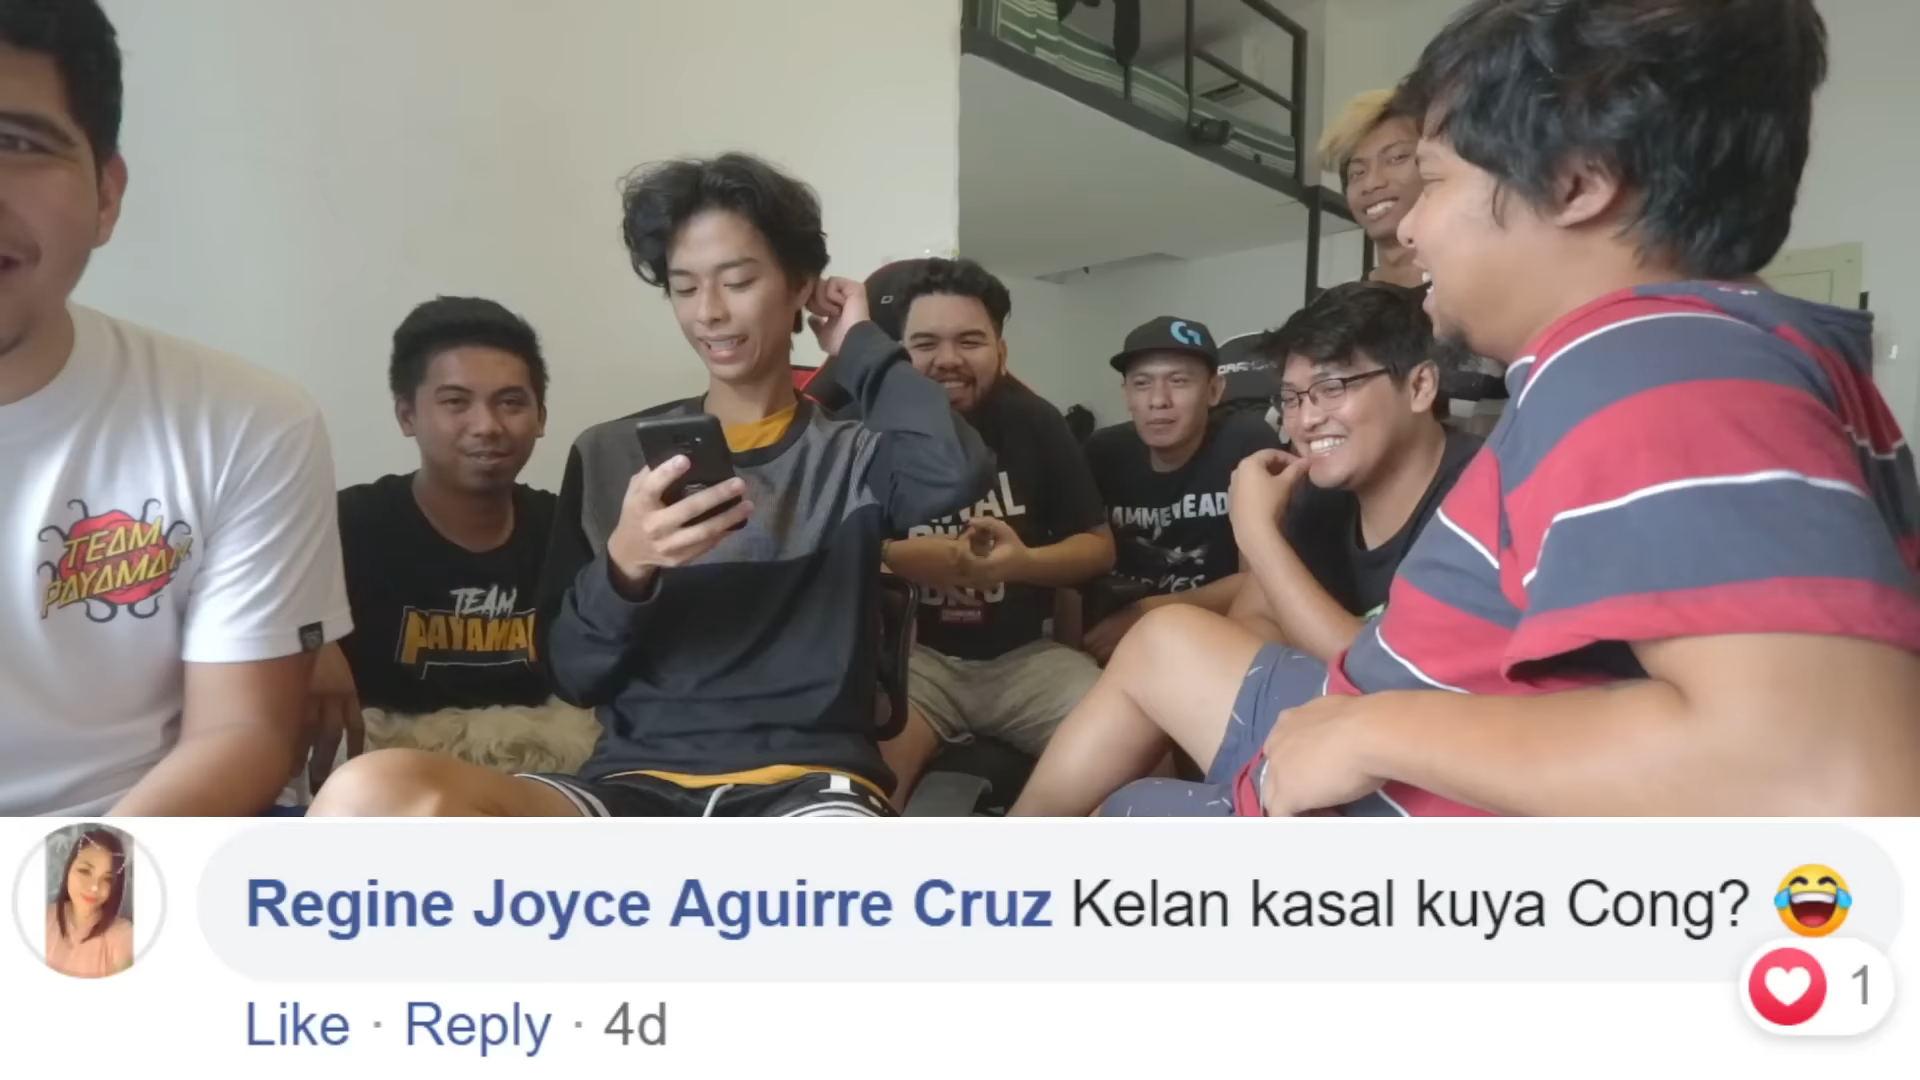 TEAM
PAYAMAN
TEAM
PAYAMAN
Regine Joyce Aguirre Cruz Kelan kasal kuya Cong? 😂
1
Like · Reply · 4d